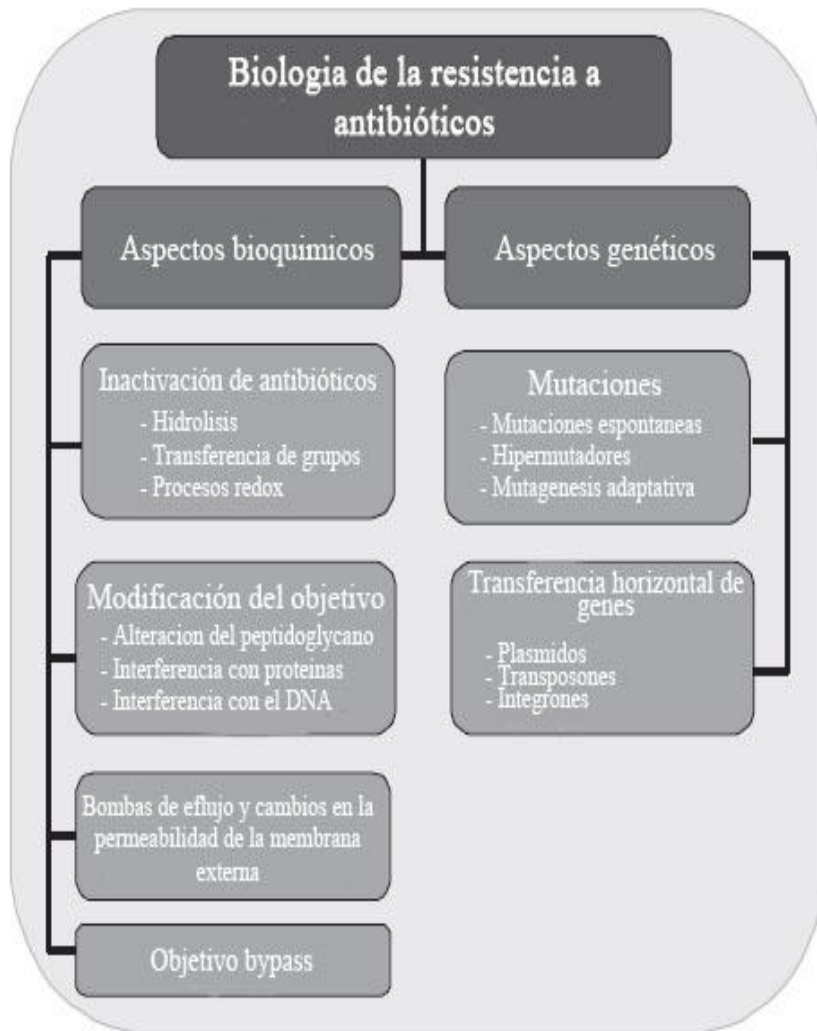 Biologia de la resistencia a
antibióticos
Aspectos bioquimicos
Aspectos genéticos
Inactivación de antibióticos
- Hidrolisis
- Transferencia de grupos
- Procesos redox
Modificación del objetivo
- Alteracion del peptidoglycano
- Interferencia con proteinas
- Interferencia con el DNA
Bombas de eflujo y cambios en la
permeabilidad de la membrana
externa
Objetivo bypass
Mutaciones
- Mutaciones espontaneas
- Hipermutadores
- Mutagenesis adaptativa
Transferencia horizontal de
genes
- Plasmidos
- Transposones
- Integrones